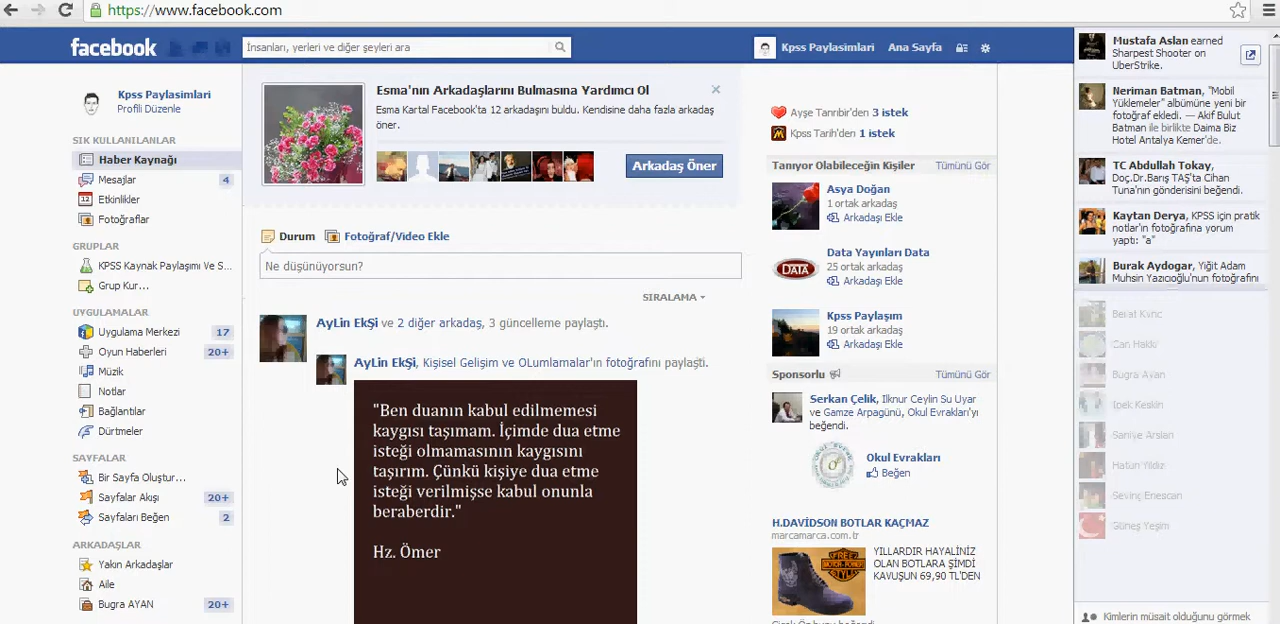 https://www.facebook.com
facebook
İnsanları, yerleri ve diğer şeyleri ara
Kpss Paylasimlari
Ana Sayfa
Kpss Paylasimlari
Profili Düzenle
SIK KULLANILANLAR
Haber Kaynağı
Mesajlar 4
Etkinlikler
Fotoğraflar
GRUPLAR
KPSS Kaynak Paylaşımı Ve S...
Grup Kur...
UYGULAMALAR
Uygulama Merkezi 17
Oyun Haberleri 20+
Müzik
Notlar
Bağlantılar
Dürtmeler
SAYFALAR
Bir Sayfa Oluştur...
Sayfalar Akışı 20+
Sayfaları Beğen 2
ARKADAŞLAR
Yakın Arkadaşlar
Aile
Bugra AYAN 20+
Esma'nın Arkadaşlarını Bulmasına Yardımcı Ol
Esma Kartal Facebook'ta 12 arkadaşını buldu. Kendisine daha fazla arkadaş
öner.
Arkadaş Öner
Durum
Fotoğraf/Video Ekle
Ne düşünüyorsun?
SIRALAMA
AyLin EkŞi ve 2 diğer arkadaş, 3 güncelleme paylaştı.
AyLin EkŞi, Kişisel Gelişim ve OLumlamalar'ın fotoğrafını paylaştı.
"Ben duanın kabul edilmemesi
kaygısı taşımam. İçimde dua etme
isteği olmamasının kaygısını
taşırım. Çünkü kişiye dua etme
isteği verilmişse kabul onunla
beraberdir."
Hz. Ömer
Ayşe Tanrıbir'den 3 istek
Kpss Tarih'den 1 istek
Tanıyor Olabileceğin Kişiler
Tümünü Gör
Asya Doğan
1 ortak arkadaş
Arkadaşı Ekle
DATA
Data Yayınları Data
25 ortak arkadaş
Arkadaşı Ekle
Kpss Paylaşım
19 ortak arkadaş
Arkadaşı Ekle
Sponsorlu
Tümünü Gör
Serkan Çelik, Ilknur Ceylin Su Uyar
ve Gamze Arpagünü, Okul Evrakları'yı
beğendi.
Okul Evrakları
Beğen
H.DAVİDSON BOTLAR KAÇMAZ
marcamarca.com.tr
FREE
MOTOR-POWER
STYLE
YILLARDIR HAYALİNİZ
OLAN BOTLARA ŞİMDİ
KAVUŞUN 69,90 TL'DEN
Mustafa Aslan earned
Sharpest Shooter on
UberStrike.
Neriman Batman, "Mobil
Yüklemeler" albümüne yeni bir
fotoğraf ekledi. — Akif Bulut
Batman ile birlikte Daima Biz
Hotel Antalya Kemer'de.
TC Abdullah Tokay,
Doç.Dr.Barış TAŞ'ta Cihan
Tuna'nın gönderisini beğendi.
Kaytan Derya, KPSS için pratik
notlar'ın fotoğrafına yorum
yaptı: "a"
Burak Aydogar, Yiğit Adam
Muhsin Yazıcıoğlu'nun fotoğrafını
Berat Kılınc
Can Hakkı
Bugra Ayan
İpek Keskin
Saniye Arslan
Hatun Yıldız
Sevinç Enescan
Güneş Yeşim
Kimlerin müsait olduğunu görmek